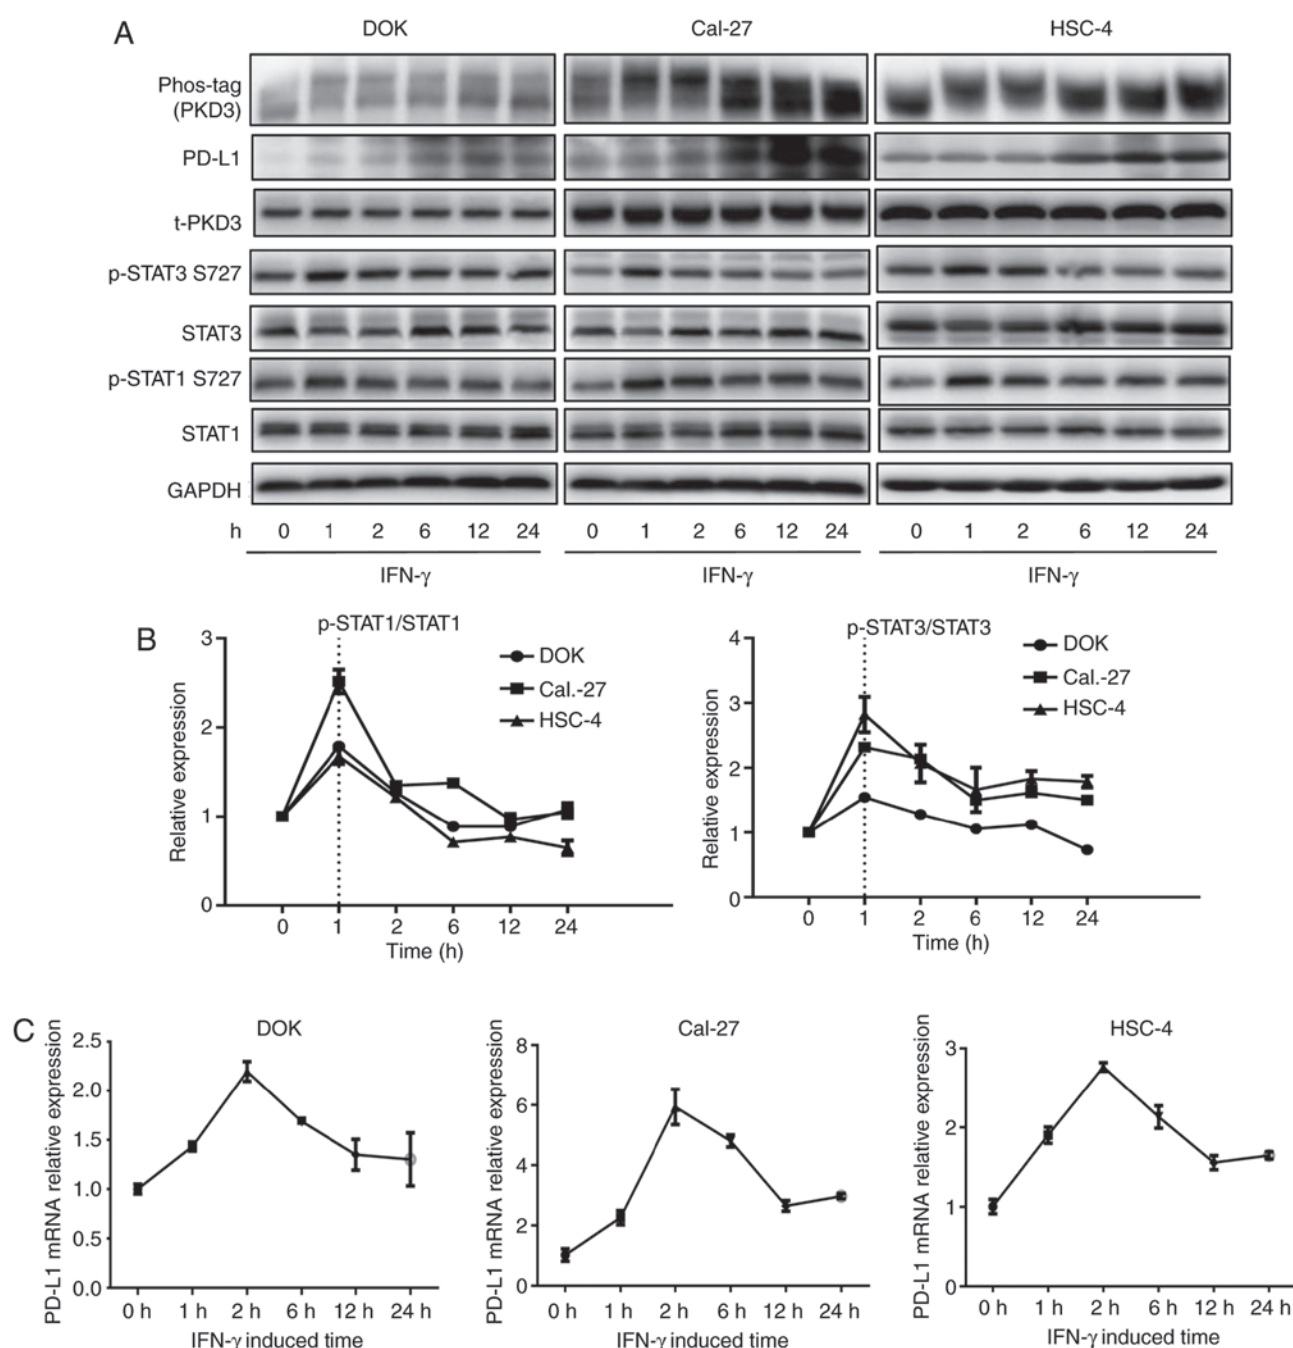 A
DOK
Cal-27
HSC-4
Phos-tag
(PKD3)
PD-L1
t-PKD3
p-STAT3 S727
STAT3
p-STAT1 S727
STAT1
GAPDH
h 0 1 2 6 12 24 0 1 2 6 12 24 0 1 2 6 12 24
IFN-γ IFN-γ IFN-γ
B
p-STAT1/STAT1
3
2
1
0
Relative expression
DOK
Cal.-27
HSC-4
0 1 2 6 12 24
Time (h)
p-STAT3/STAT3
4
3
2
1
0
Relative expression
DOK
Cal.-27
HSC-4
0 1 2 6 12 24
Time (h)
C
DOK
PD-L1 mRNA relative expression
2.5
2.0
1.5
1.0
0.5
0.0
0 h 1 h 2 h 6 h 12 h 24 h
IFN-γ induced time
Cal-27
PD-L1 mRNA relative expression
8
6
4
2
0
0 h 1 h 2 h 6 h 12 h 24 h
IFN-γ induced time
HSC-4
PD-L1 mRNA relative expression
3
2
1
0
0 h 1 h 2 h 6 h 12 h 24 h
IFN-γ induced time